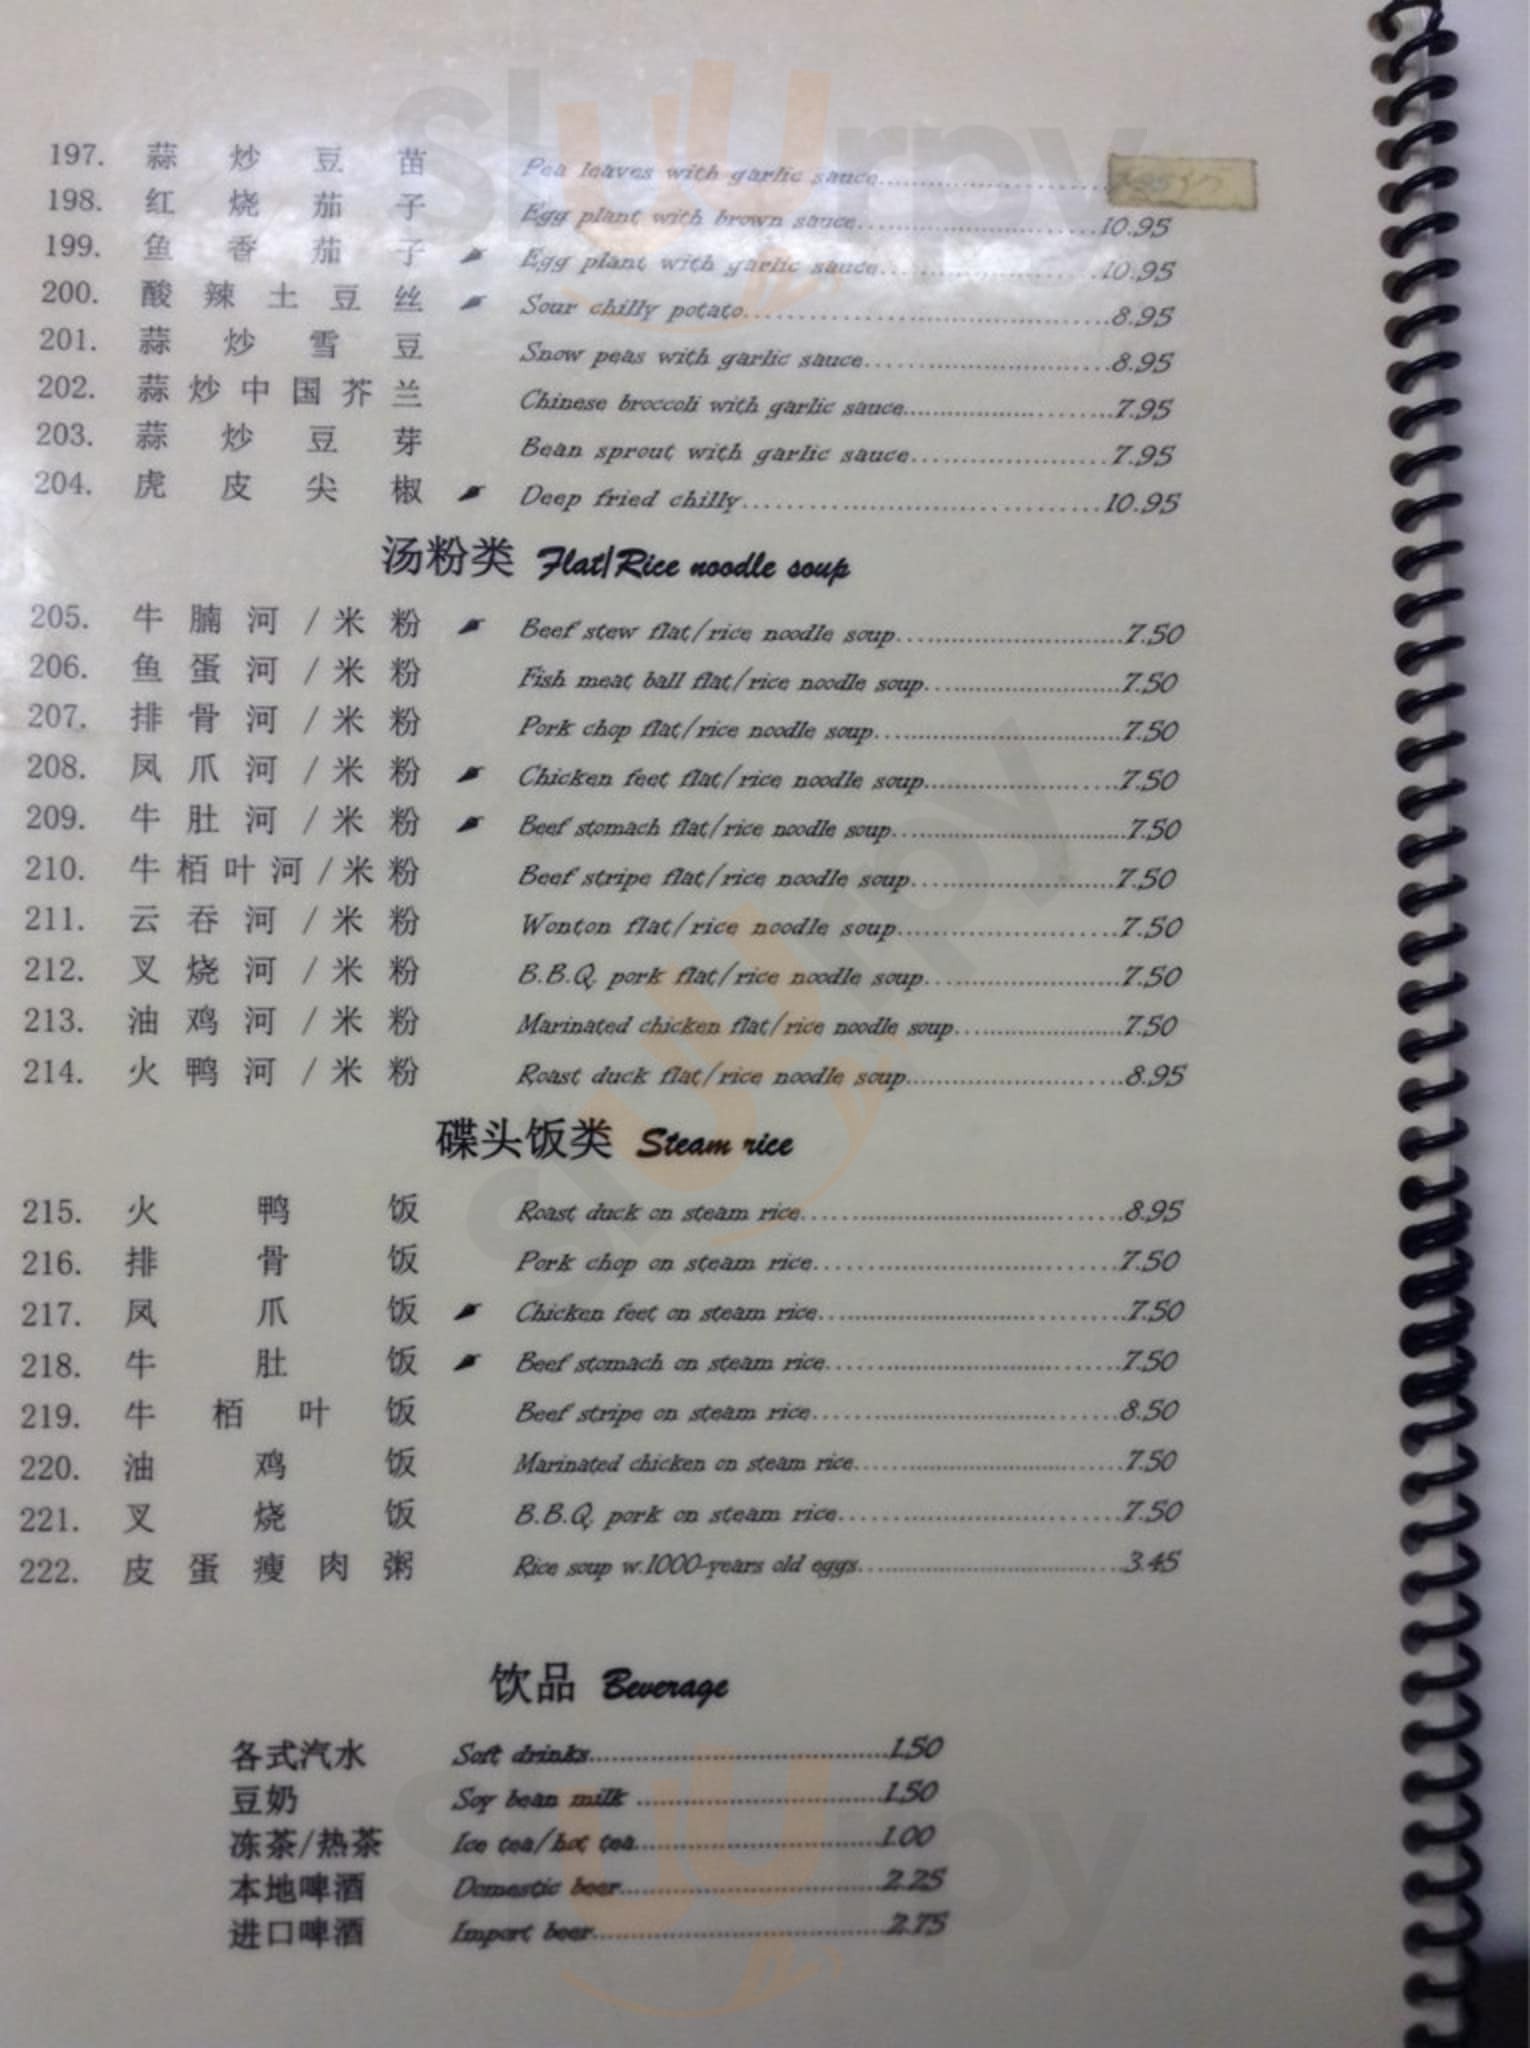 197. 蒜炒豆苗 Pea leaves with garlic sauce
198. 红烧茄子 Egg plant with brown sauce 10.95
199. 鱼香茄子 Egg plant with garlic sauce 10.95
200. 酸辣土豆丝 Sour chilly potato 8.95
201. 蒜炒雪豆 Snow peas with garlic sauce 8.95
202. 蒜炒中国芥兰 Chinese broccoli with garlic sauce 7.95
203. 蒜炒豆芽 Bean sprout with garlic sauce 7.95
204. 虎皮尖椒 Deep fried chilly 10.95
汤粉类 Flat/Rice noodle soup
205. 牛腩河/米粉 Beef stew flat/rice noodle soup 7.50
206. 鱼蛋河/米粉 Fish meat ball flat/rice noodle soup 7.50
207. 排骨河/米粉 Pork chop flat/rice noodle soup 7.50
208. 凤爪河/米粉 Chicken feet flat/rice noodle soup 7.50
209. 牛肚河/米粉 Beef stomach flat/rice noodle soup 7.50
210. 牛栢叶河/米粉 Beef stripe flat/rice noodle soup 7.50
211. 云吞河/米粉 Wonton flat/rice noodle soup 7.50
212. 叉烧河/米粉 B.B.Q. pork flat/rice noodle soup 7.50
213. 油鸡河/米粉 Marinated chicken flat/rice noodle soup 7.50
214. 火鸭河/米粉 Roast duck flat/rice noodle soup 8.95
碟头饭类 Steam rice
215. 火鸭饭 Roast duck on steam rice 8.95
216. 排骨饭 Pork chop on steam rice 7.50
217. 凤爪饭 Chicken feet on steam rice 7.50
218. 牛肚饭 Beef stomach on steam rice 7.50
219. 牛栢叶饭 Beef stripe on steam rice 8.50
220. 油鸡饭 Marinated chicken on steam rice 7.50
221. 叉烧饭 B.B.Q. pork on steam rice 7.50
222. 皮蛋瘦肉粥 Rice soup w.1000-years old eggs 3.45
饮品 Beverage
各式汽水 Soft drinks 1.50
豆奶 Soy bean milk 1.50
冻茶/热茶 Ice tea/hot tea 1.00
本地啤酒 Domestic beer 2.25
进口啤酒 Import beer 2.75
slurpy
slurpy
slurpy